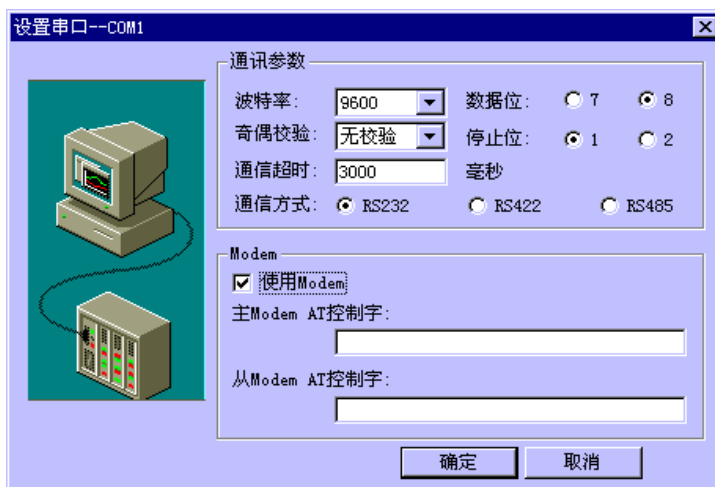 设置串口--COM1
通讯参数
波特率: 9600 数据位: 7 8
奇偶校验: 无校验 停止位: 1 2
通信超时: 3000 毫秒
通信方式: RS232 RS422 RS485
Modem
使用Modem
主Modem AT控制字:
从Modem AT控制字:
确定 取消